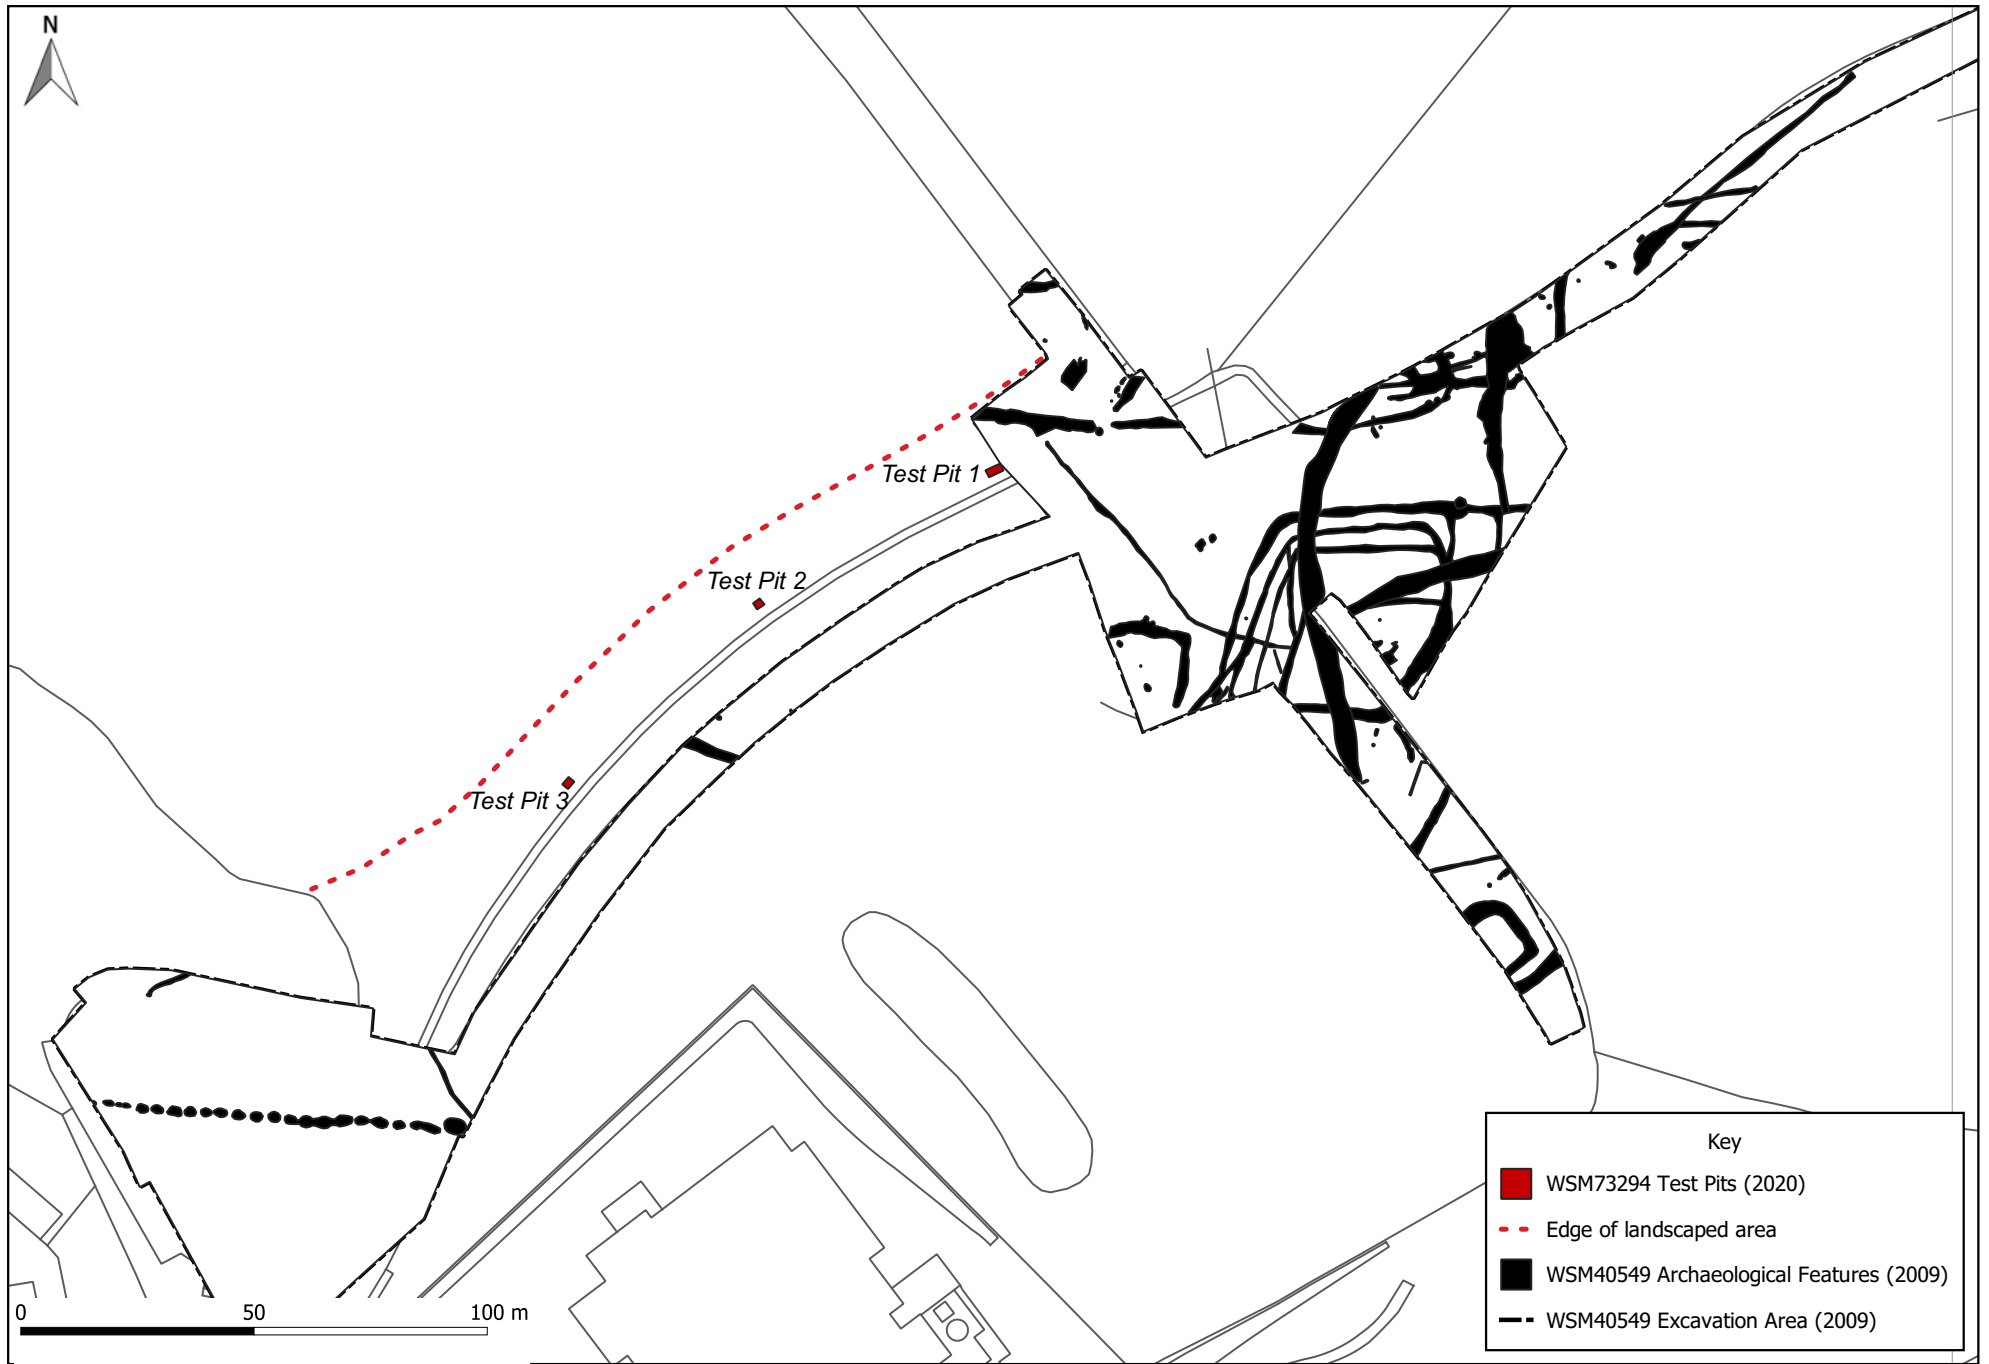 N
Test Pit 1
Test Pit 2
Test Pit 3
Key
WSM73294 Test Pits (2020)
Edge of landscaped area
WSM40549 Archaeological Features (2009)
WSM40549 Excavation Area (2009)
0 50 100 m